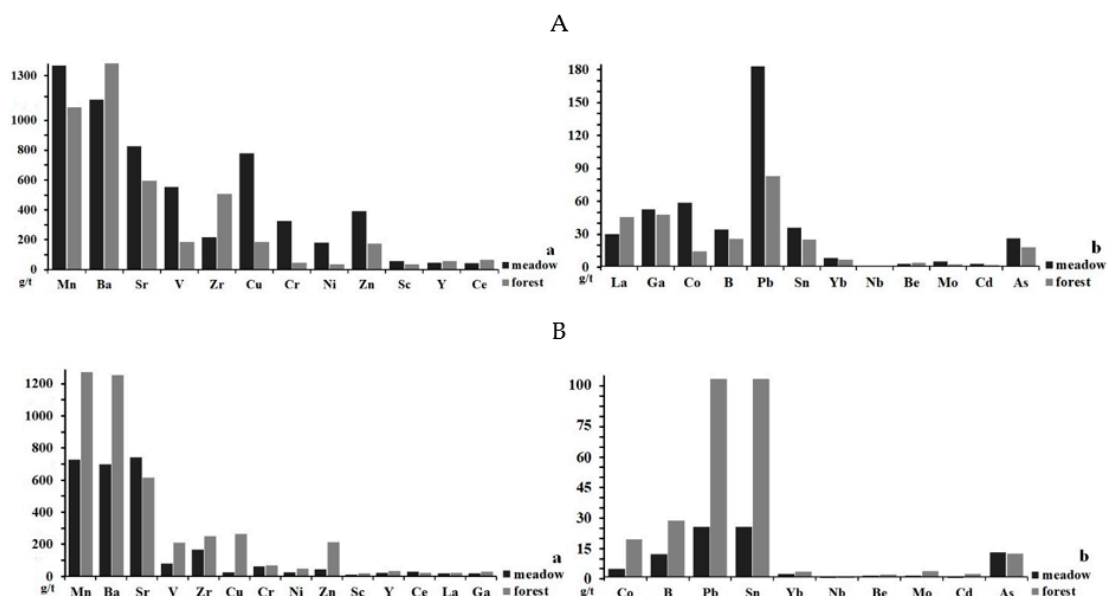 A
1300
1000
800
600
400
200
0
g/t
Mn Ba Sr V Zr Cu Cr Ni Zn Sc Y Ce
a
meadow
forest
180
150
120
90
60
30
0
g/t
La Ga Co B Pb Sn Yb Nb Be Mo Cd As
b
meadow
forest
B
1200
1000
800
600
400
200
0
g/t
Mn Ba Sr V Zr Cu Cr Ni Zn Sc Y Ce La Ga
a
meadow
forest
100
75
50
25
30
15
0
g/t
Co B Pb Sn Yb Nb Be Mo Cd As
b
meadow
forest